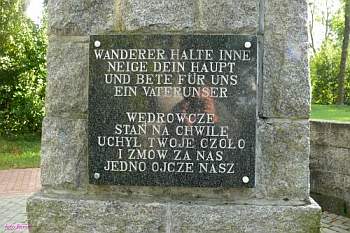 WANDERER HALTE INNE
NEIGE DEIN HAUPT
UND BETE FÜR UNS
EIN VATERUNSER
WĘDROWCZE
STAŃ NA CHWILĘ
UCHYL TWOJE CZOŁO
I ZMÓW ZA NAS
JEDNO OJCZE NASZ